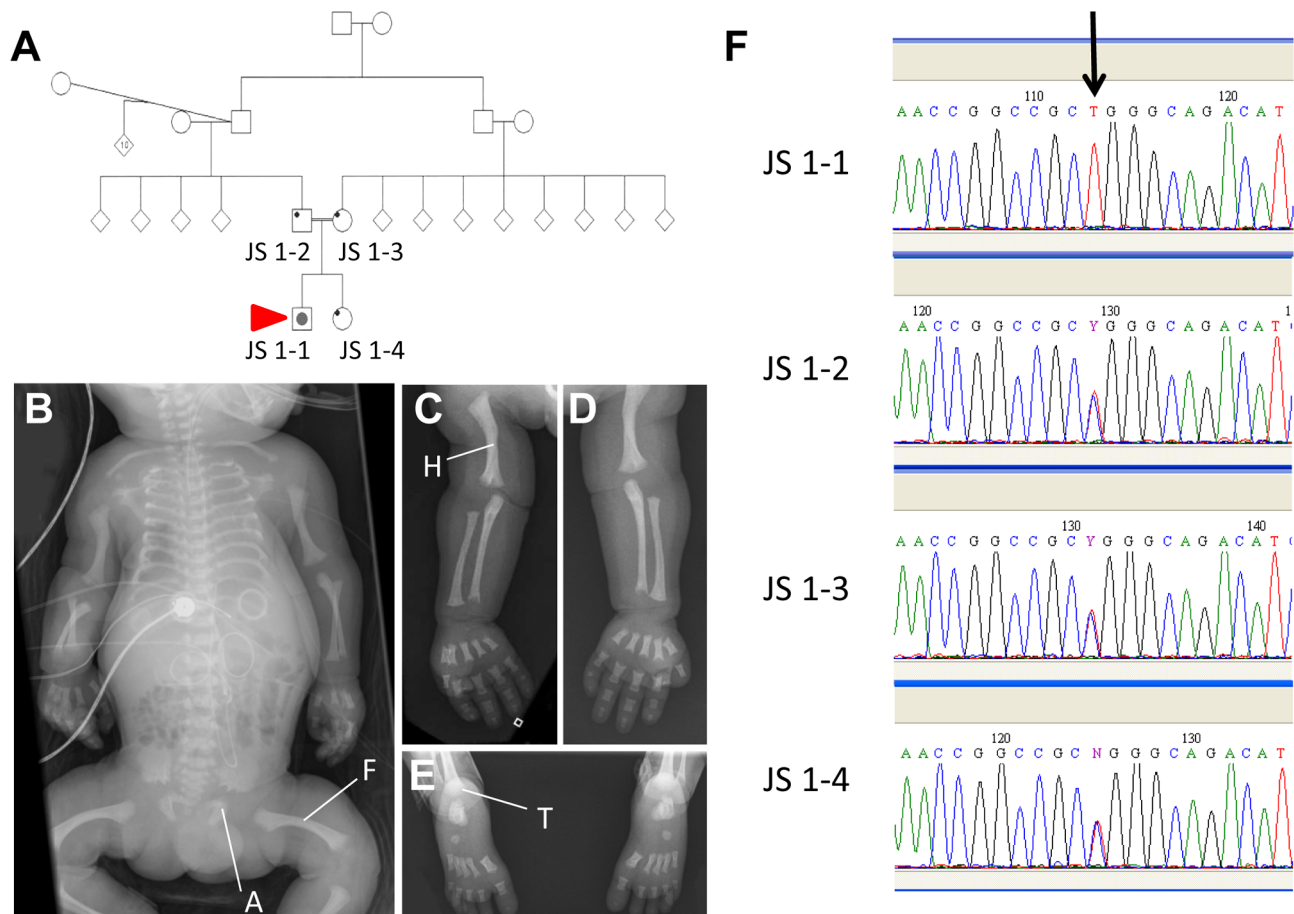 A
10
JS 1-2
JS 1-3
JS 1-1
JS 1-4
B
F
A
C
H
D
E
T
F
110 120
A A C C G G C C G C T G G G C A G A C A T
JS 1-1
120 130 1
A A C C G G C C G C Y G G G C A G A C A T C
JS 1-2
130 140
A A C C G G C C G C Y G G G C A G A C A T C
JS 1-3
120 130
A A C C G G C C G C N G G G C A G A C A T
JS 1-4